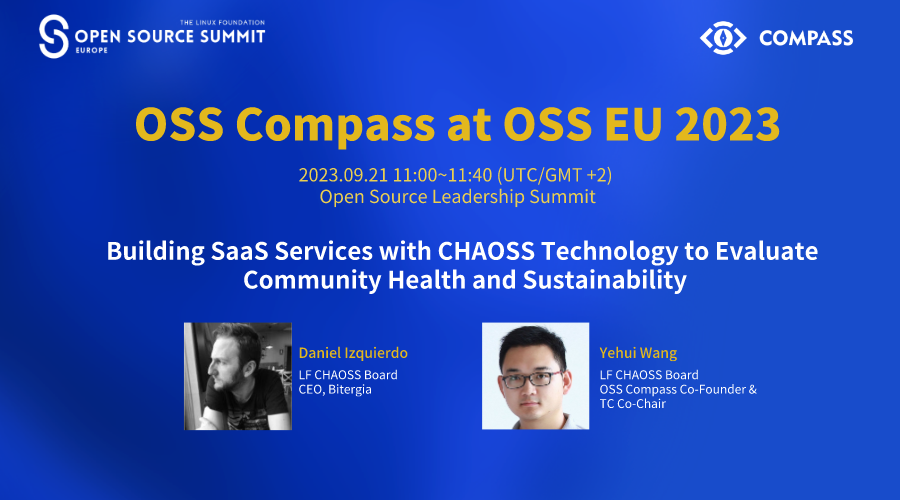 THE LINUX FOUNDATION
OPEN SOURCE SUMMIT
EUROPE
COMPASS
OSS Compass at OSS EU 2023
2023.09.21 11:00~11:40 (UTC/GMT +2)
Open Source Leadership Summit
Building SaaS Services with CHAOSS Technology to Evaluate
Community Health and Sustainability
Daniel Izquierdo
LF CHAOSS Board
CEO, Bitergia
Yehui Wang
LF CHAOSS Board
OSS Compass Co-Founder &
TC Co-Chair